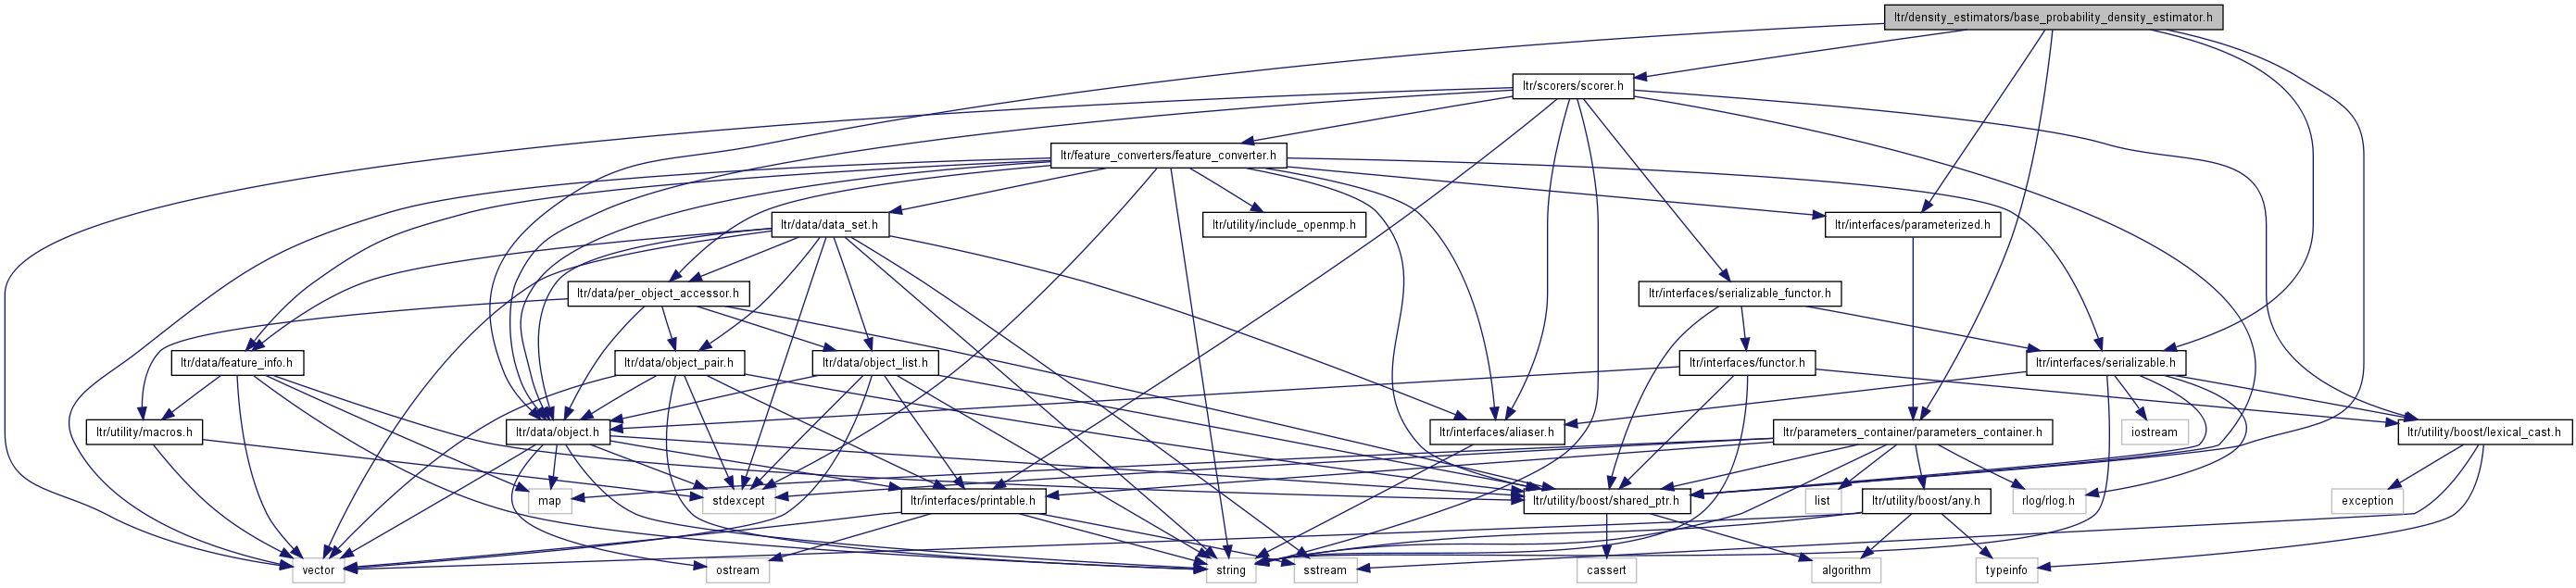 ltr/density_estimators/base_probability_density_estimator.h
ltr/scorers/scorer.h
ltr/feature_converters/feature_converter.h
ltr/data/data_set.h
ltr/utility/include_openmp.h
ltr/interfaces/parameterized.h
ltr/data/per_object_accessor.h
ltr/interfaces/serializable_functor.h
ltr/data/feature_info.h
ltr/data/object_pair.h
ltr/data/object_list.h
ltr/interfaces/functor.h
ltr/interfaces/serializable.h
ltr/utility/macros.h
ltr/data/object.h
ltr/interfaces/aliaser.h
ltr/parameters_container/parameters_container.h
iostream
ltr/utility/boost/lexical_cast.h
map
stdexcept
ltr/interfaces/printable.h
ltr/utility/boost/shared_ptr.h
list
ltr/utility/boost/any.h
rlog/rlog.h
exception
vector
ostream
string
sstream
cassert
algorithm
typeinfo